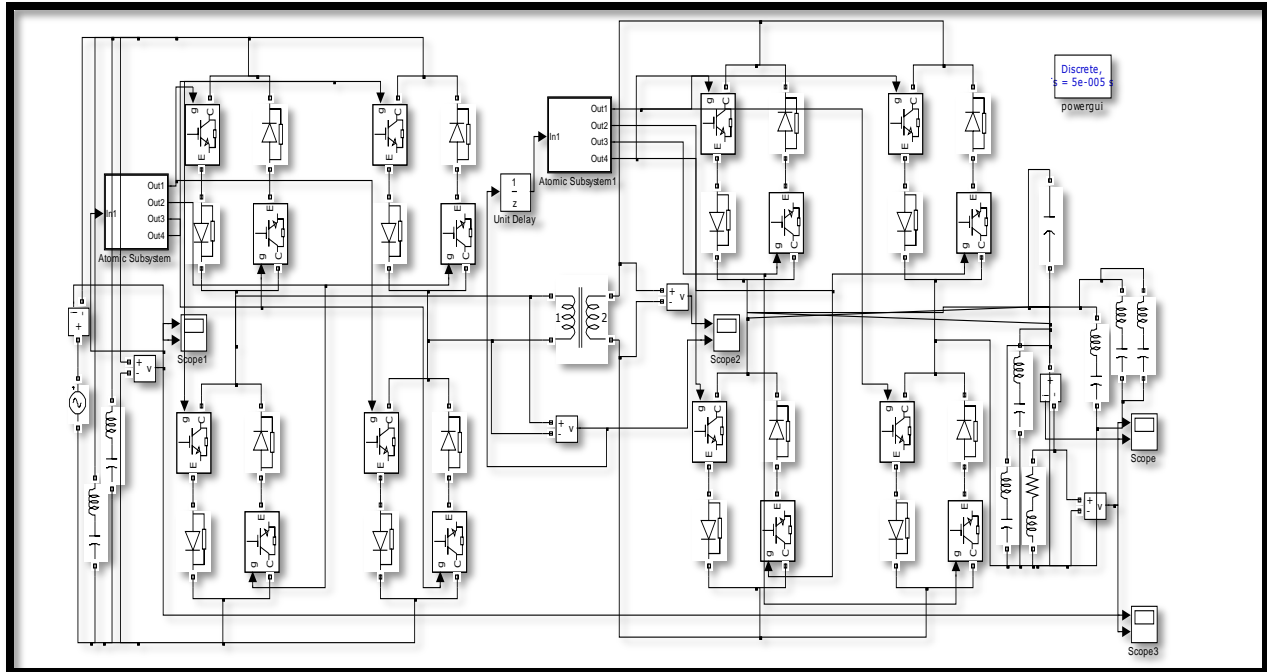 Discrete,
s = 5e-005 s
powergui
Out1
Out2
Out3
Out4
In1
Atomic Subsystem1
1
z
Unit Delay
Out1
Out2
Out3
Out4
In1
Atomic Subsystem
g C
E
g C
E
g C
E
g C
E
E
g C
E
g C
E
g C
E
g C
1 2
+
- v
Scope1
+
- v
Scope2
+
- v
g C
E
g C
E
g C
E
g C
E
E
g C
E
g C
E
g C
E
g C
Scope
+
- v
Scope3